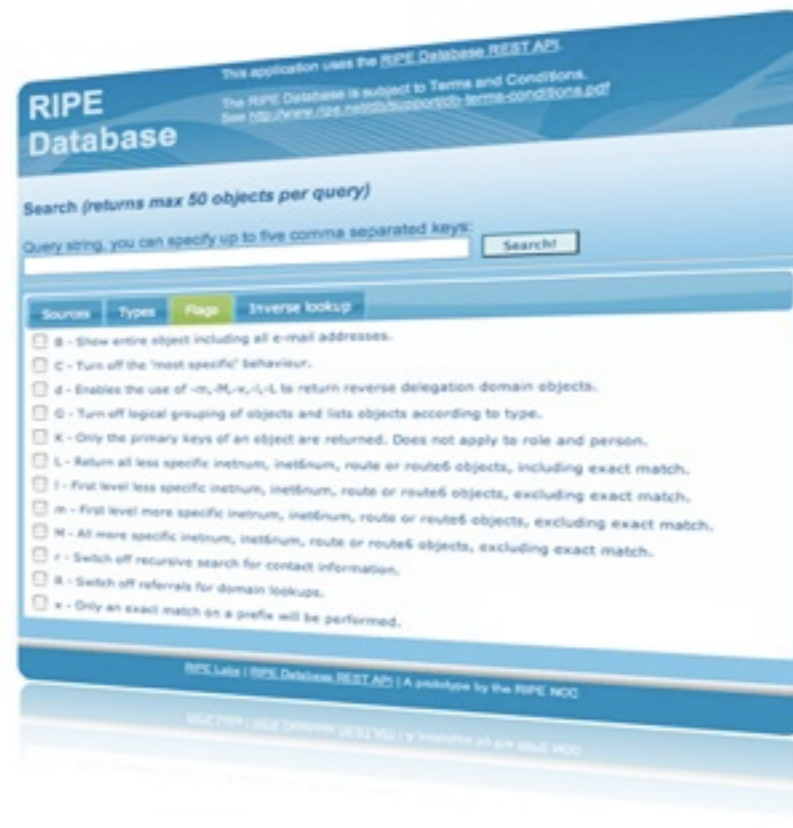 This application uses the RIPE Database REST API.
RIPE
Database
The RIPE Database is subject to Terms and Conditions.
See http://www.ripe.net/db/support/db-terms-conditions.pdf
Search (returns max 50 objects per query)
Query string, you can specify up to five comma separated keys:
Search!
Sources Types Flags Inverse lookup
B - Show entire object including all e-mail addresses.
C - Turn off the 'most specific' behaviour.
d - Enables the use of -m,-M,-x,-l,-L to return reverse delegation domain objects.
G - Turn off logical grouping of objects and lists objects according to type.
K - Only the primary keys of an object are returned. Does not apply to role and person.
L - Return all less specific inetnum, inet6num, route or route6 objects, including exact match.
l - First level less specific inetnum, inet6num, route or route6 objects, excluding exact match.
m - First level more specific inetnum, inet6num, route or route6 objects, excluding exact match.
M - All more specific inetnum, inet6num, route or route6 objects, excluding exact match.
r - Switch off recursive search for contact information.
R - Switch off referrals for domain lookups.
x - Only an exact match on a prefix will be performed.
RIPE Labs | RIPE Database REST API | A prototype by the RIPE NCC